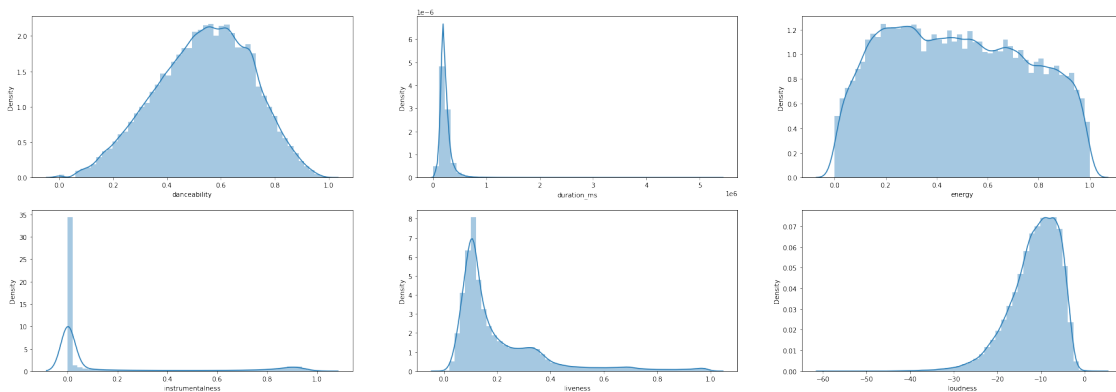 1e−6
2.0
1.5
1.0
0.5
0.0
Density
0.0 0.2 0.4 0.6 0.8 1.0
danceability
6
5
4
3
2
1
0
Density
0 1 2 3 4 5
1e6
duration_ms
1.2
1.0
0.8
0.6
0.4
0.2
0.0
Density
0.0 0.2 0.4 0.6 0.8 1.0
energy
35
30
25
20
15
10
5
0
Density
0.0 0.2 0.4 0.6 0.8 1.0
instrumentalness
8
7
6
5
4
3
2
1
0
Density
0.0 0.2 0.4 0.6 0.8 1.0
liveness
0.07
0.06
0.05
0.04
0.03
0.02
0.01
0.00
Density
−60 −50 −40 −30 −20 −10 0
loudness